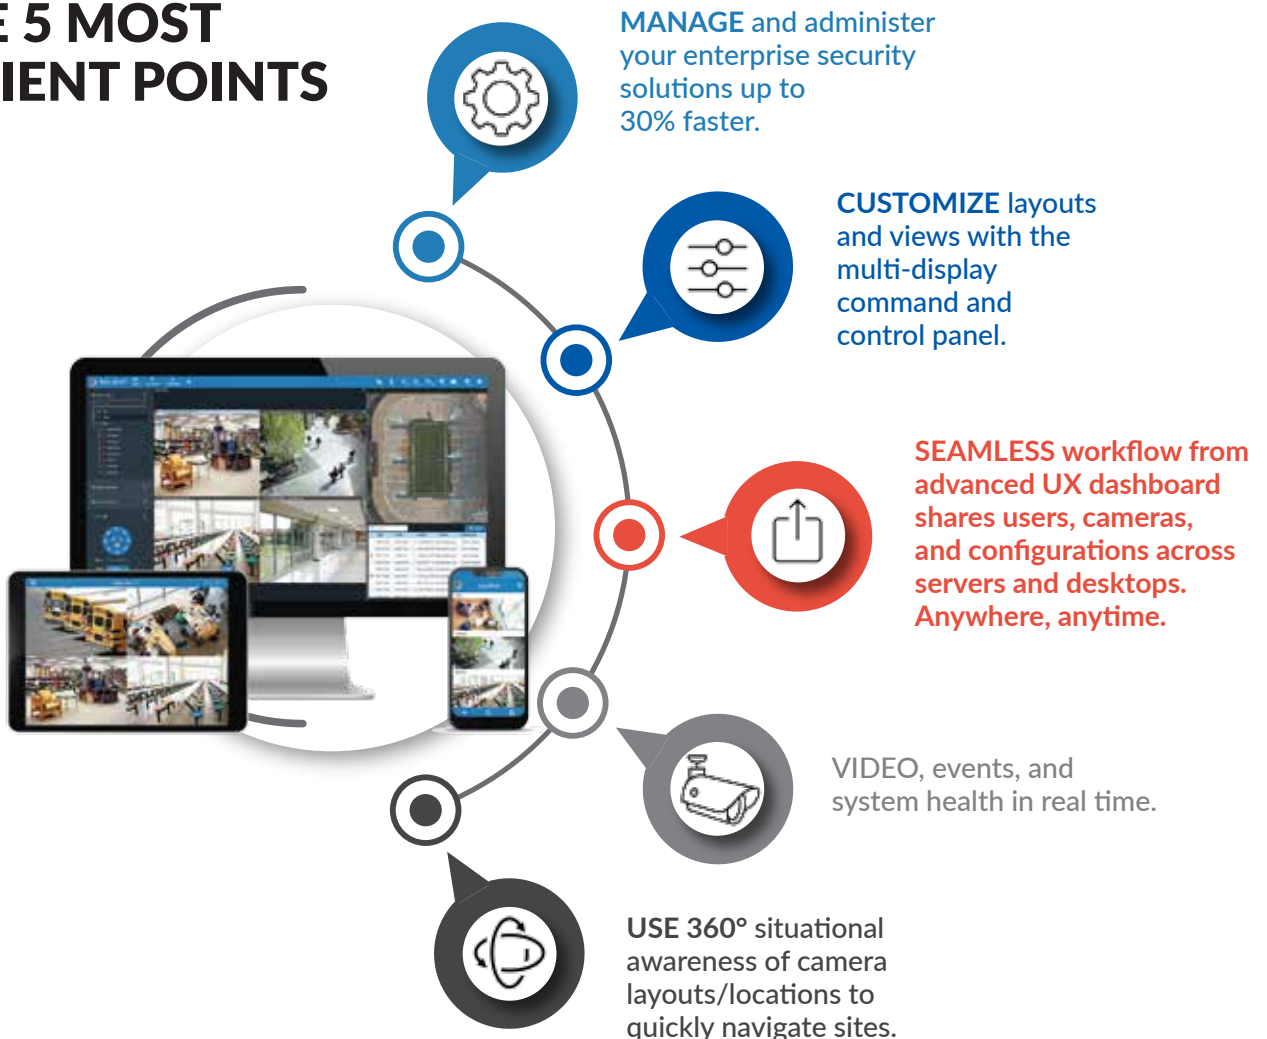 E 5 MOST
IENT POINTS
MANAGE and administer
your enterprise security
solutions up to
30% faster.
CUSTOMIZE layouts
and views with the
multi-display
command and
control panel.
SEAMLESS workflow from
advanced UX dashboard
shares users, cameras,
and configurations across
servers and desktops.
Anywhere, anytime.
VIDEO, events, and
system health in real time.
USE 360° situational
awareness of camera
layouts/locations to
quickly navigate sites.